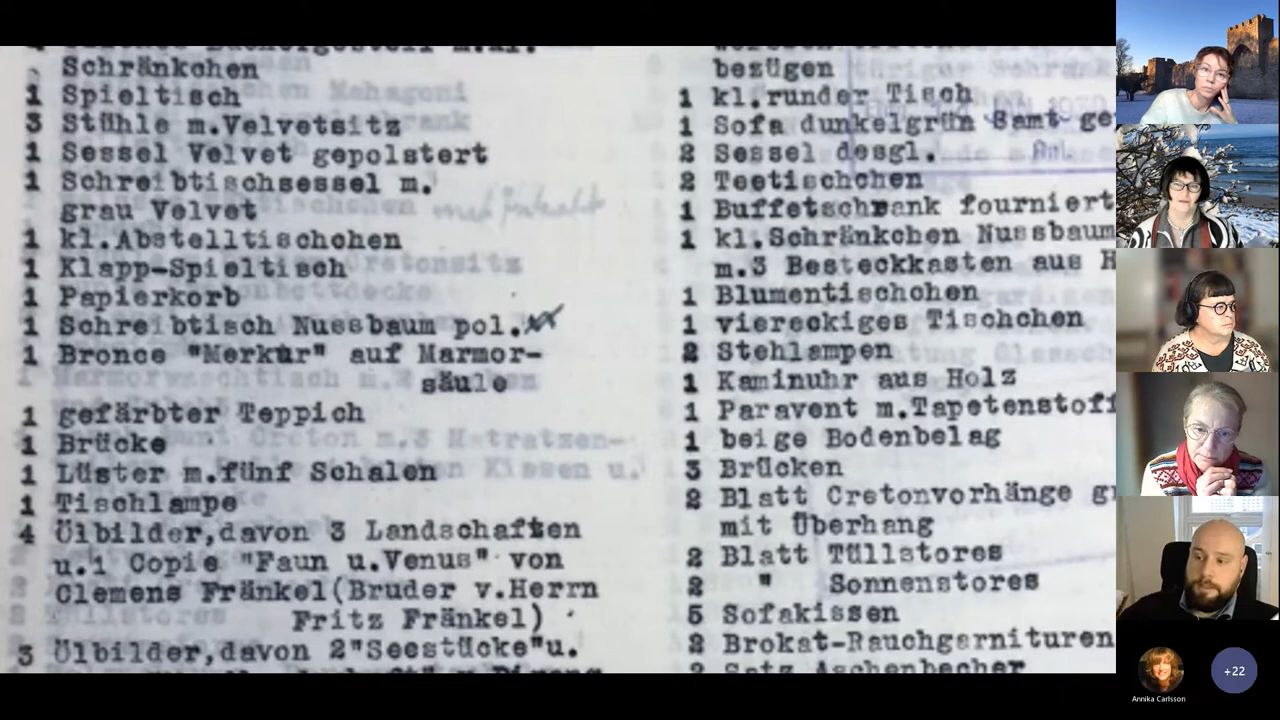 Schränkchen
1 Spieltisch
3 Stühle m.Velvetsitz
1 Sessel Velvet gepolstert
1 Schreibtischsessel m.
grau Velvet
1 kl.Abstelltischchen
1 Klapp-Spieltisch
1 Papierkorb
1 Schreibtisch Nussbaum pol.
1 Bronce "Merkur" auf Marmor-
säule
1 gefärbter Teppich
1 Brücke
1 Lüster m.fünf Schalen
1 Tischlampe
4 Ölbilder,davon 3 Landschaften
u.1 Copie "Faun u.Venus" von
Clemens Fränkel(Bruder v.Herrn
Fritz Fränkel)
3 Ölbilder,davon 2"Seestücke"u.
bezügen
1 kl.runder Tisch
1 Sofa dunkelgrün Samt ge
2 Sessel desgl.
2 Teetischchen
1 Buffetschrank fourniert
1 kl.Schränkchen Nussbaum
m.3 Besteckkasten aus H
1 Blumentischchen
1 viereckiges Tischchen
2 Stehlampen
1 Kaminuhr aus Holz
1 Paravent m.Tapetenstoff
1 beige Bodenbelag
3 Brücken
2 Blatt Cretonvorhänge gr
mit Überhang
2 Blatt Tüllstores
2 " Sonnenstores
5 Sofakissen
2 Brokat-Rauchgarnituren
2 Satz Aschenbecher
Annika Carlsson
+22